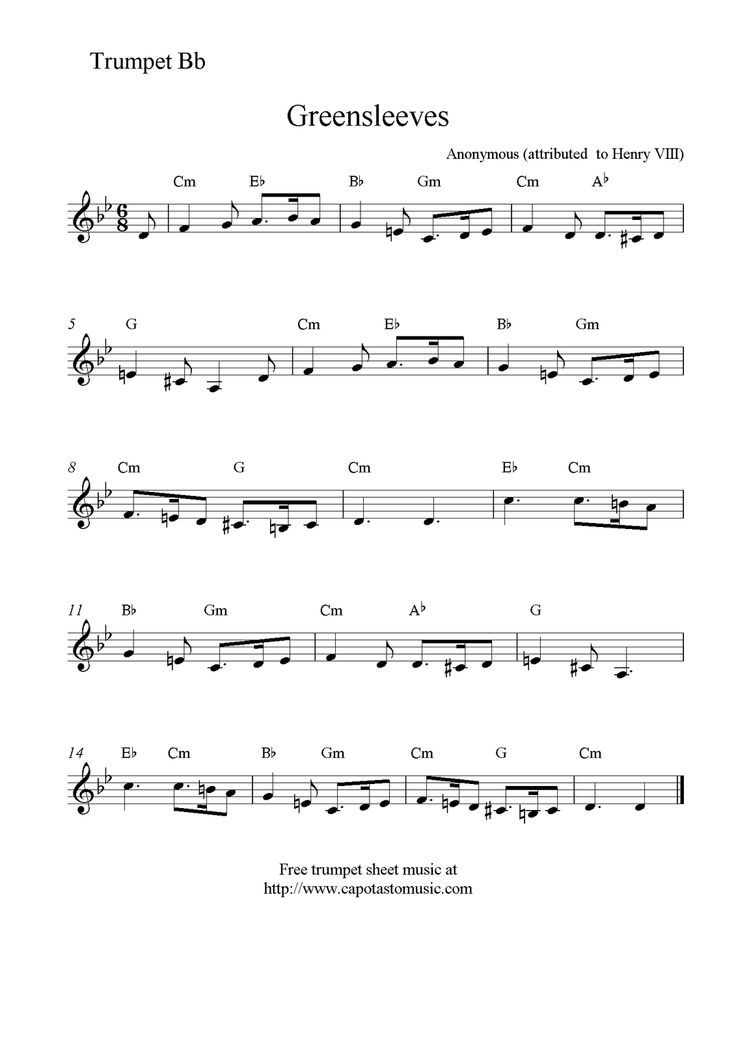 Trumpet Bb
Greensleeves
Anonymous (attributed  to Henry VIII)
Cm E♭ B♭ Gm Cm A♭
6
8
5 G Cm E♭ B♭ Gm
8 Cm G Cm E♭ Cm
11 B♭ Gm Cm A♭ G
14 E♭ Cm B♭ Gm Cm G Cm
Free trumpet sheet music at
http://www.capotastomusic.com